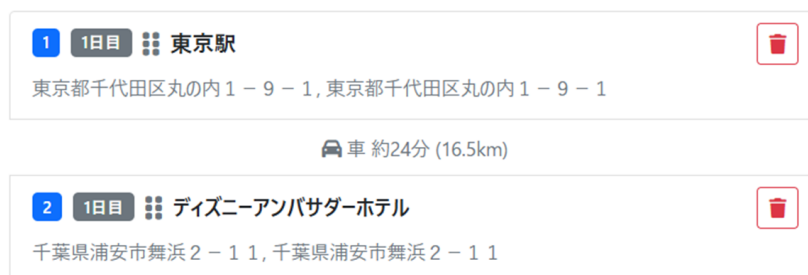 1 1日目 東京駅
東京都千代田区丸の内１－９－１, 東京都千代田区丸の内１－９－１
車 約24分 (16.5km)
2 1日目 ディズニーアンバサダーホテル
千葉県浦安市舞浜２－１１, 千葉県浦安市舞浜２－１１